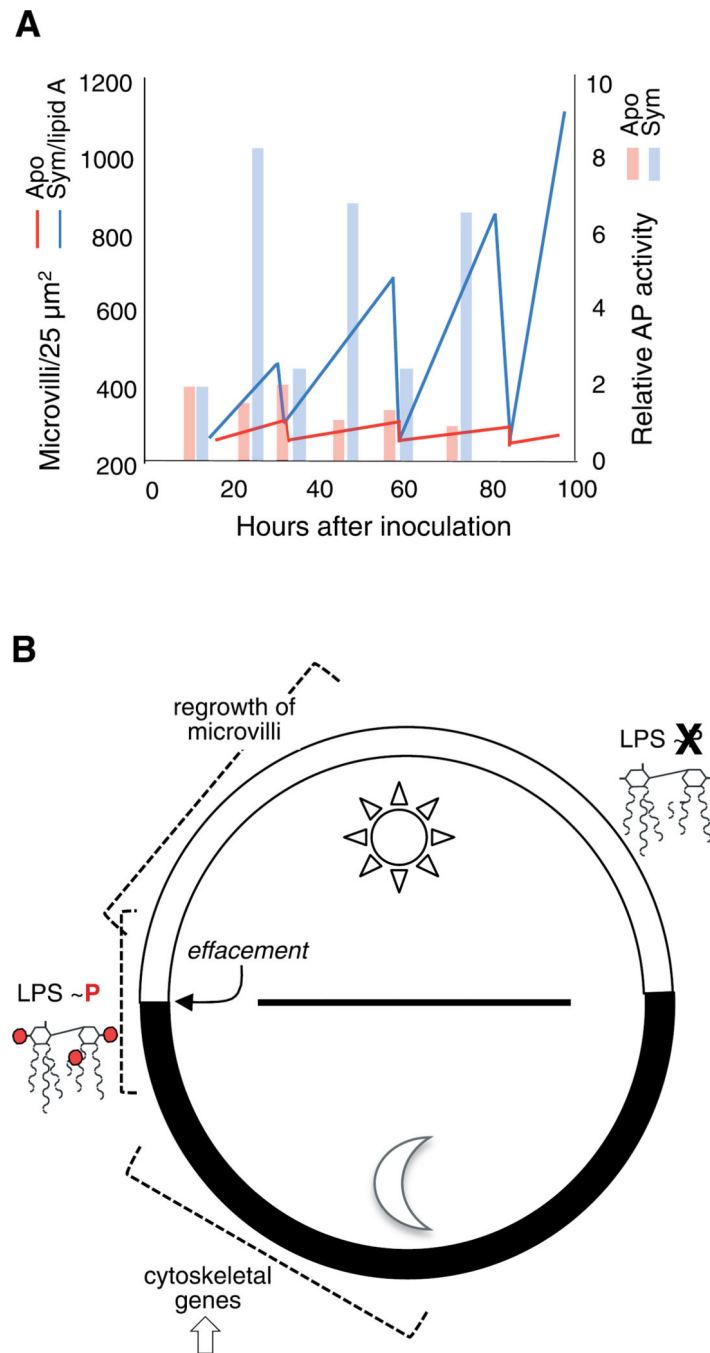 A
Apo
Sym/lipid A
Microvilli/25 µm²
1200
1000
800
600
400
200
10
8
6
4
2
0
Apo
Sym
Relative AP activity
0
20
40
60
80
100
Hours after inoculation
B
regrowth of
microvilli
LPS ~P
effacement
LPS ~P
cytoskeletal
genes